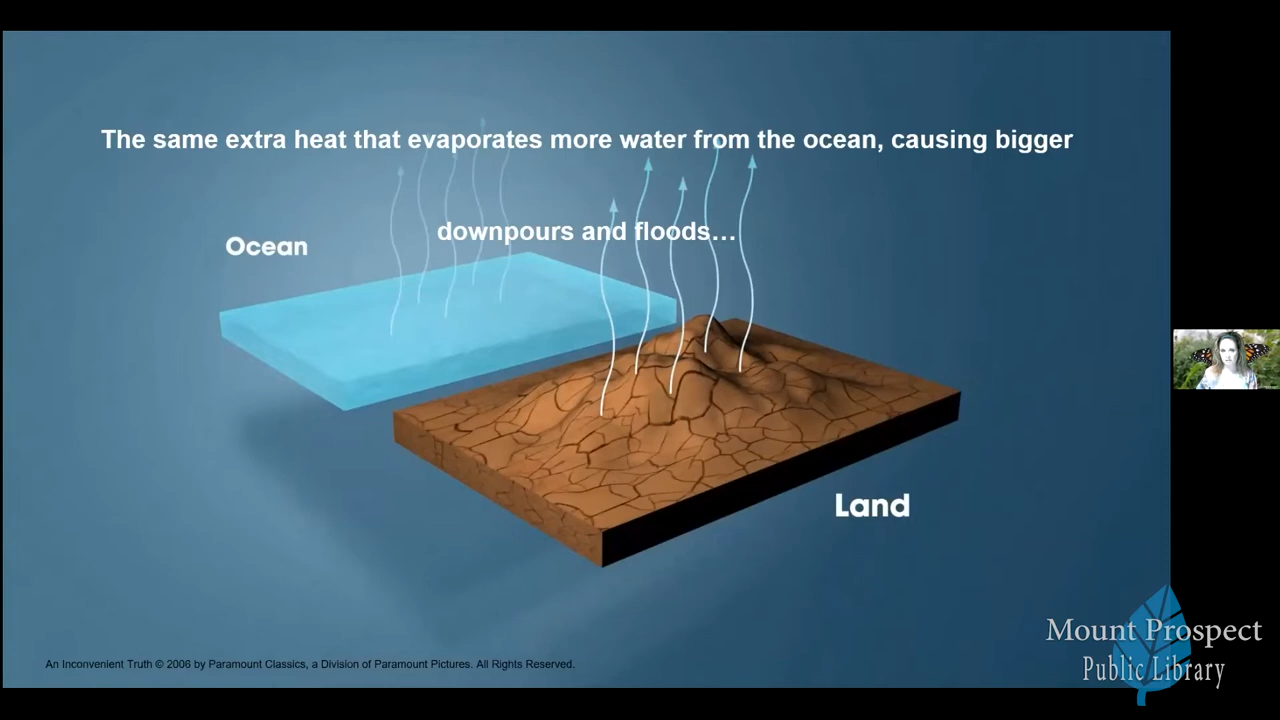 The same extra heat that evaporates more water from the ocean, causing bigger
downpours and floods…
Ocean
Land
An Inconvenient Truth © 2006 by Paramount Classics, a Division of Paramount Pictures. All Rights Reserved.
Mount Prospect
Public Library